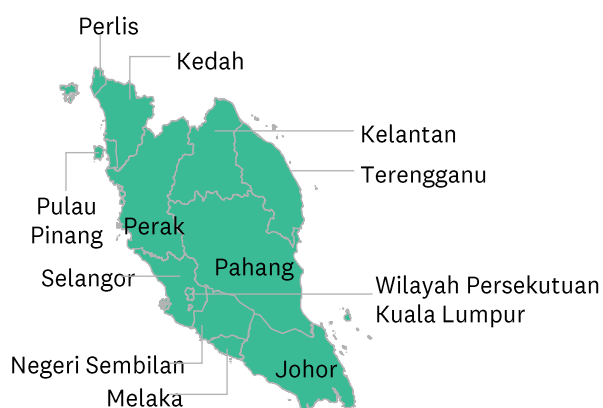 Perlis
Kedah
Kelantan
Terengganu
Pulau
Pinang
Perak
Pahang
Selangor
Wilayah Persekutuan
Kuala Lumpur
Negeri Sembilan
Johor
Melaka